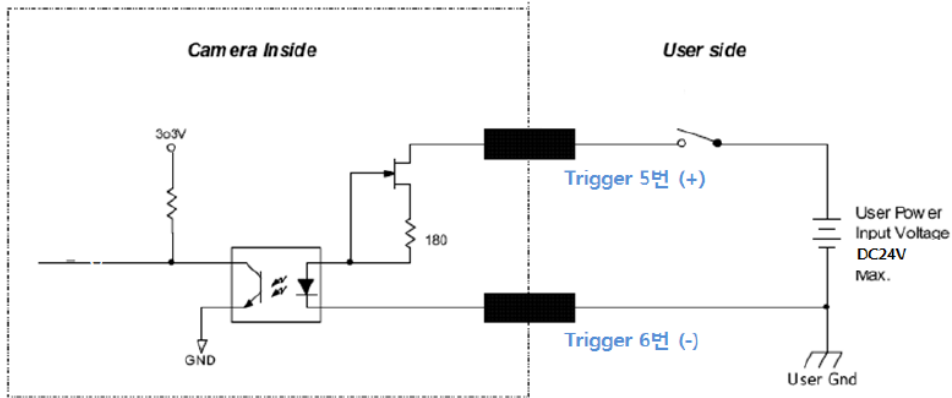 Camera Inside
User side
3o3V
Trigger 5번 (+)
180
User Power
Input Voltage
DC24V
Max.
GND
Trigger 6번 (-)
User Gnd